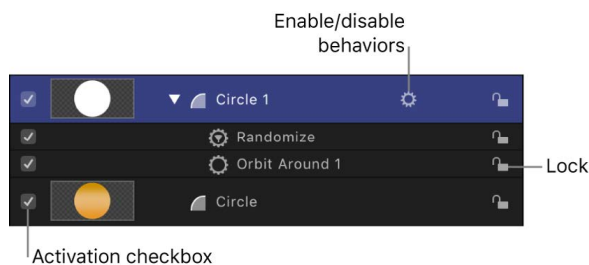 Enable/disable
behaviors
Circle 1
Randomize
Orbit Around 1
Lock
Circle
Activation checkbox